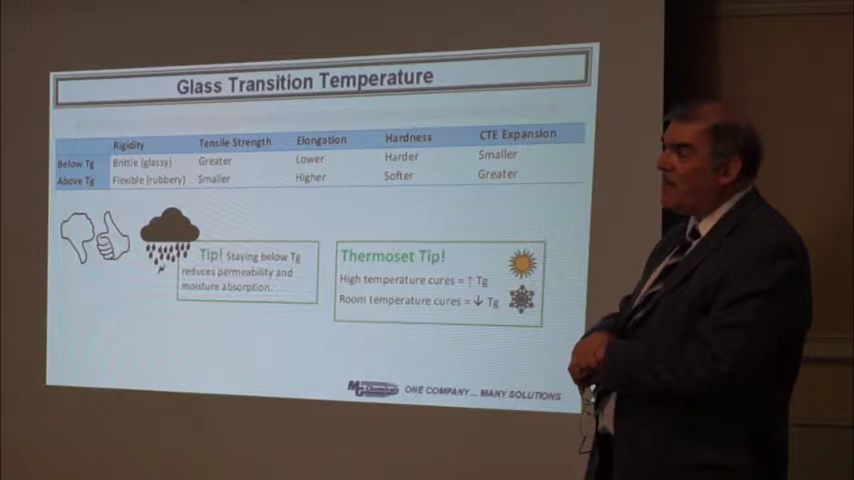 Glass Transition Temperature
Rigidity Tensile Strength Elongation Hardness CTE Expansion
Below Tg Brittle (glassy) Greater Lower Harder Smaller
Above Tg Flexible (rubbery) Smaller Higher Softer Greater
Tip! Staying below Tg
reduces permeability and
moisture absorption.
Thermoset Tip!
High temperature cures = ↑ Tg
Room temperature cures = ↓ Tg
MG Chemicals ONE COMPANY... MANY SOLUTIONS